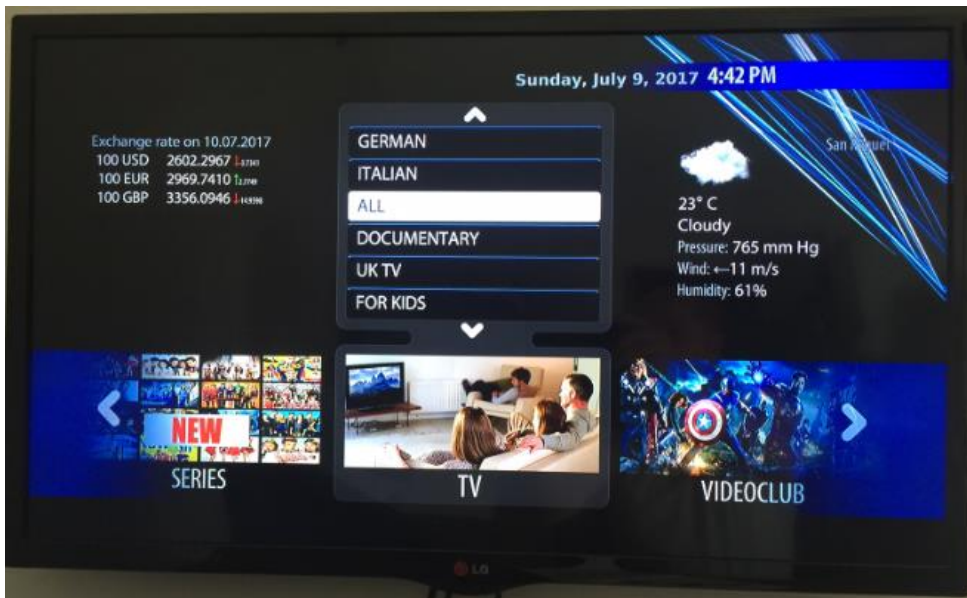 Sunday, July 9, 2017 4:42 PM
Exchange rate on 10.07.2017
100 USD 2602.2967
100 EUR 2969.7410
100 GBP 3356.0946
GERMAN
ITALIAN
ALL
DOCUMENTARY
UK TV
FOR KIDS
San Miguel
23° C
Cloudy
Pressure: 765 mm Hg
Wind: ←11 m/s
Humidity: 61%
NEW
SERIES
TV
VIDEOCLUB
LG